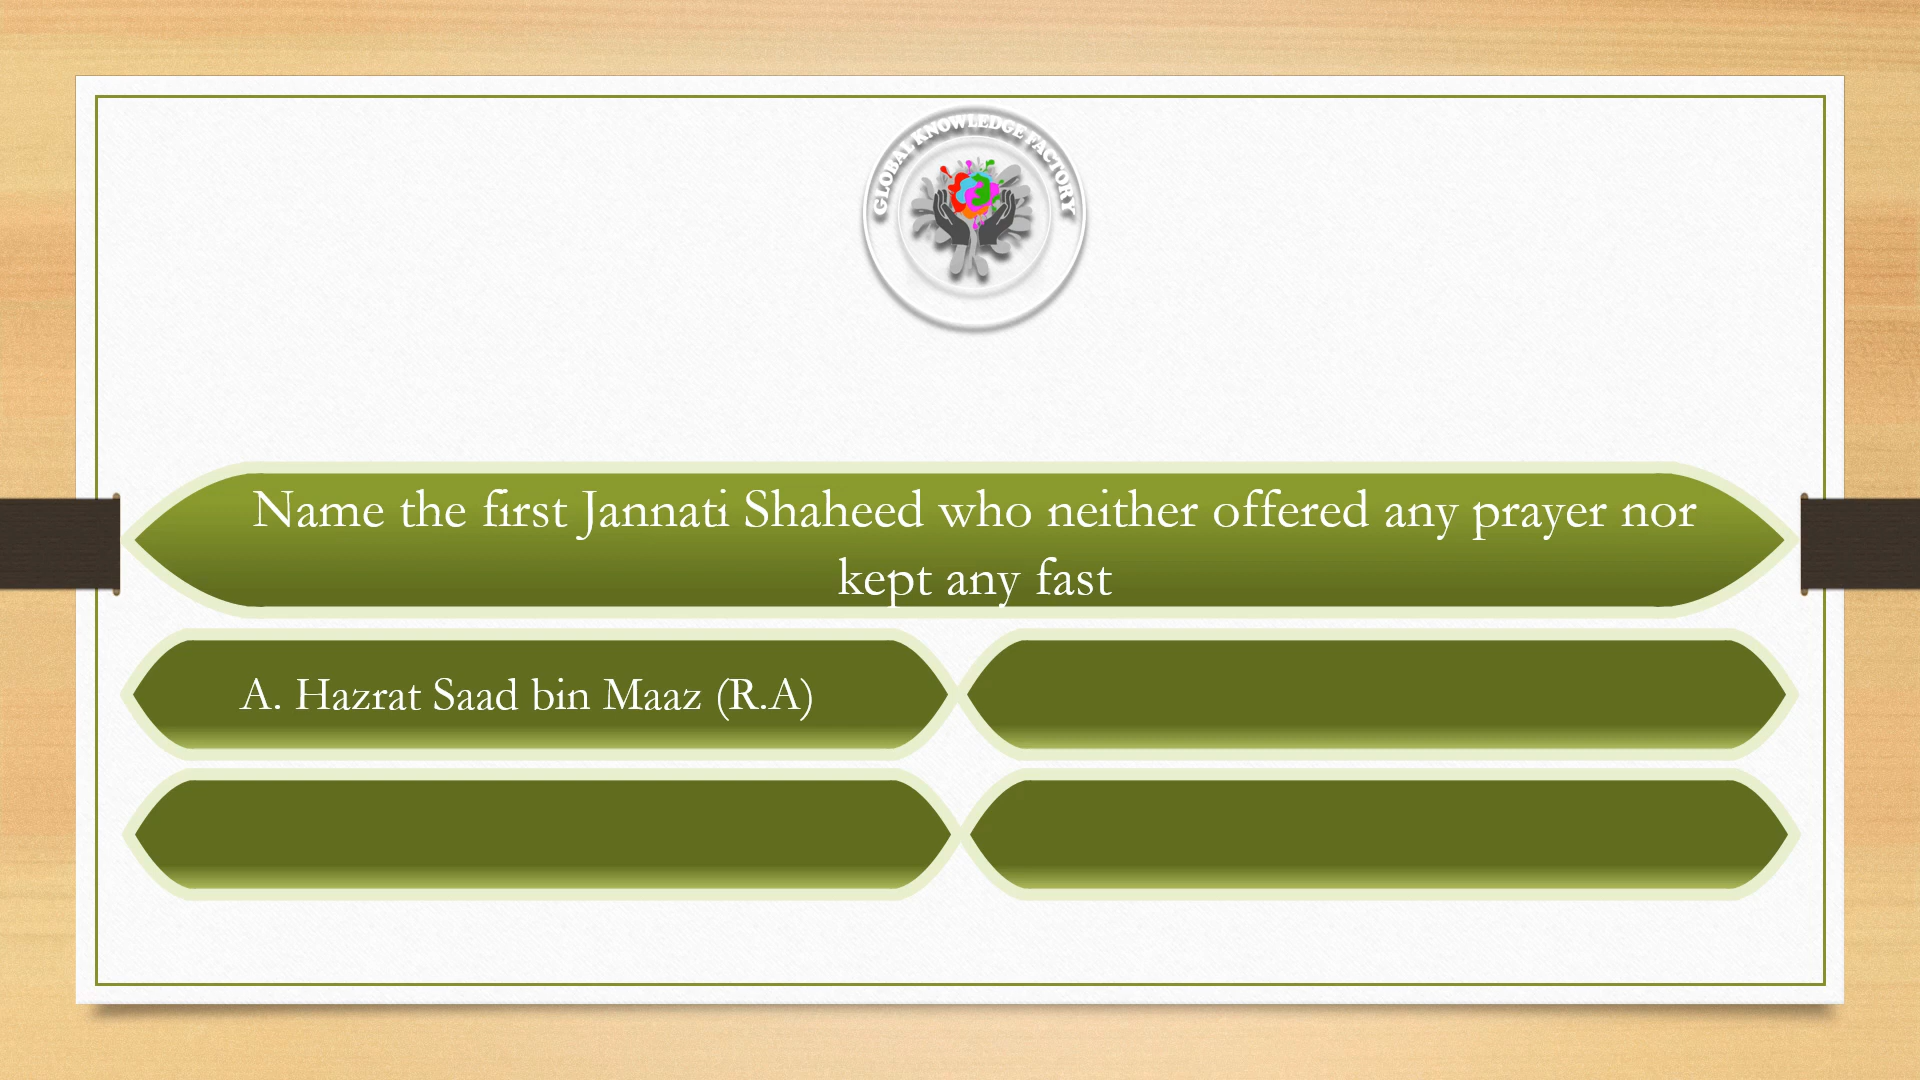 GLOBAL KNOWLEDGE FACTORY
Name the first Jannati Shaheed who neither offered any prayer nor
kept any fast
A. Hazrat Saad bin Maaz (R.A)